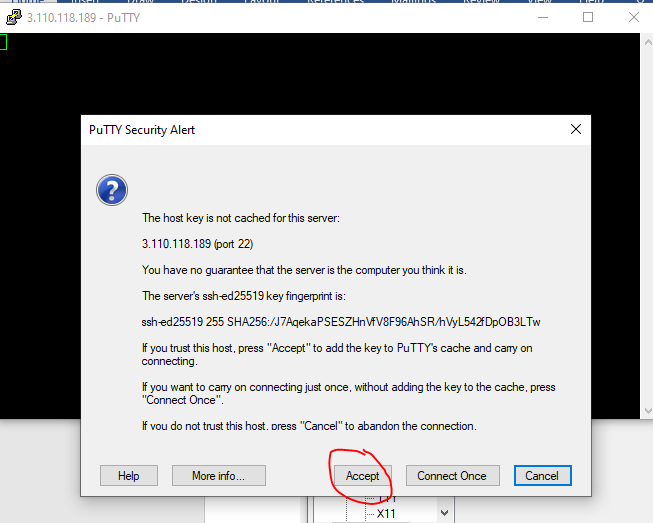 3.110.118.189 - PuTTY
PuTTY Security Alert
The host key is not cached for this server:
3.110.118.189 (port 22)
You have no guarantee that the server is the computer you think it is.
The server's ssh-ed25519 key fingerprint is:
ssh-ed25519 255 SHA256:/J7AqekaPSESZHnVfV8F96AhSR/hVyL542fDpOB3LTw
If you trust this host, press "Accept" to add the key to PuTTY's cache and carry on
connecting.
If you want to carry on connecting just once, without adding the key to the cache, press
"Connect Once".
If you do not trust this host, press "Cancel" to abandon the connection.
Help More info... Accept Connect Once Cancel
X11